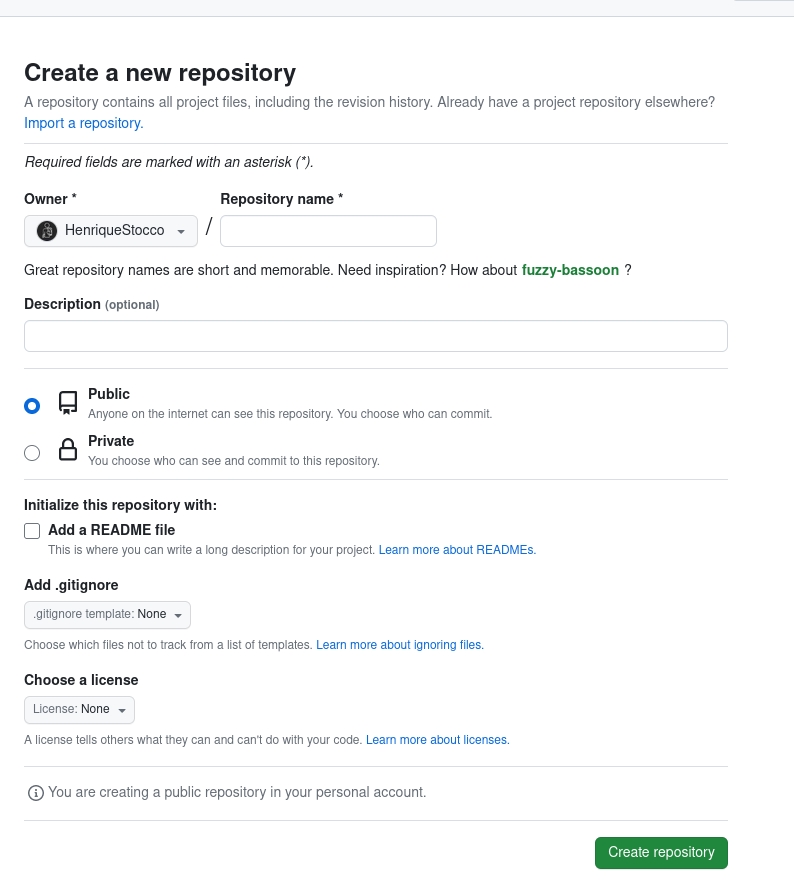 Create a new repository
A repository contains all project files, including the revision history. Already have a project repository elsewhere?
Import a repository.
Required fields are marked with an asterisk (*).
Owner * Repository name *
HenriqueStocco /
Great repository names are short and memorable. Need inspiration? How about fuzzy-bassoon ?
Description (optional)
Public
Anyone on the internet can see this repository. You choose who can commit.
Private
You choose who can see and commit to this repository.
Initialize this repository with:
Add a README file
This is where you can write a long description for your project. Learn more about READMEs.
Add .gitignore
.gitignore template: None
Choose which files not to track from a list of templates. Learn more about ignoring files.
Choose a license
License: None
A license tells others what they can and can't do with your code. Learn more about licenses.
You are creating a public repository in your personal account.
Create repository